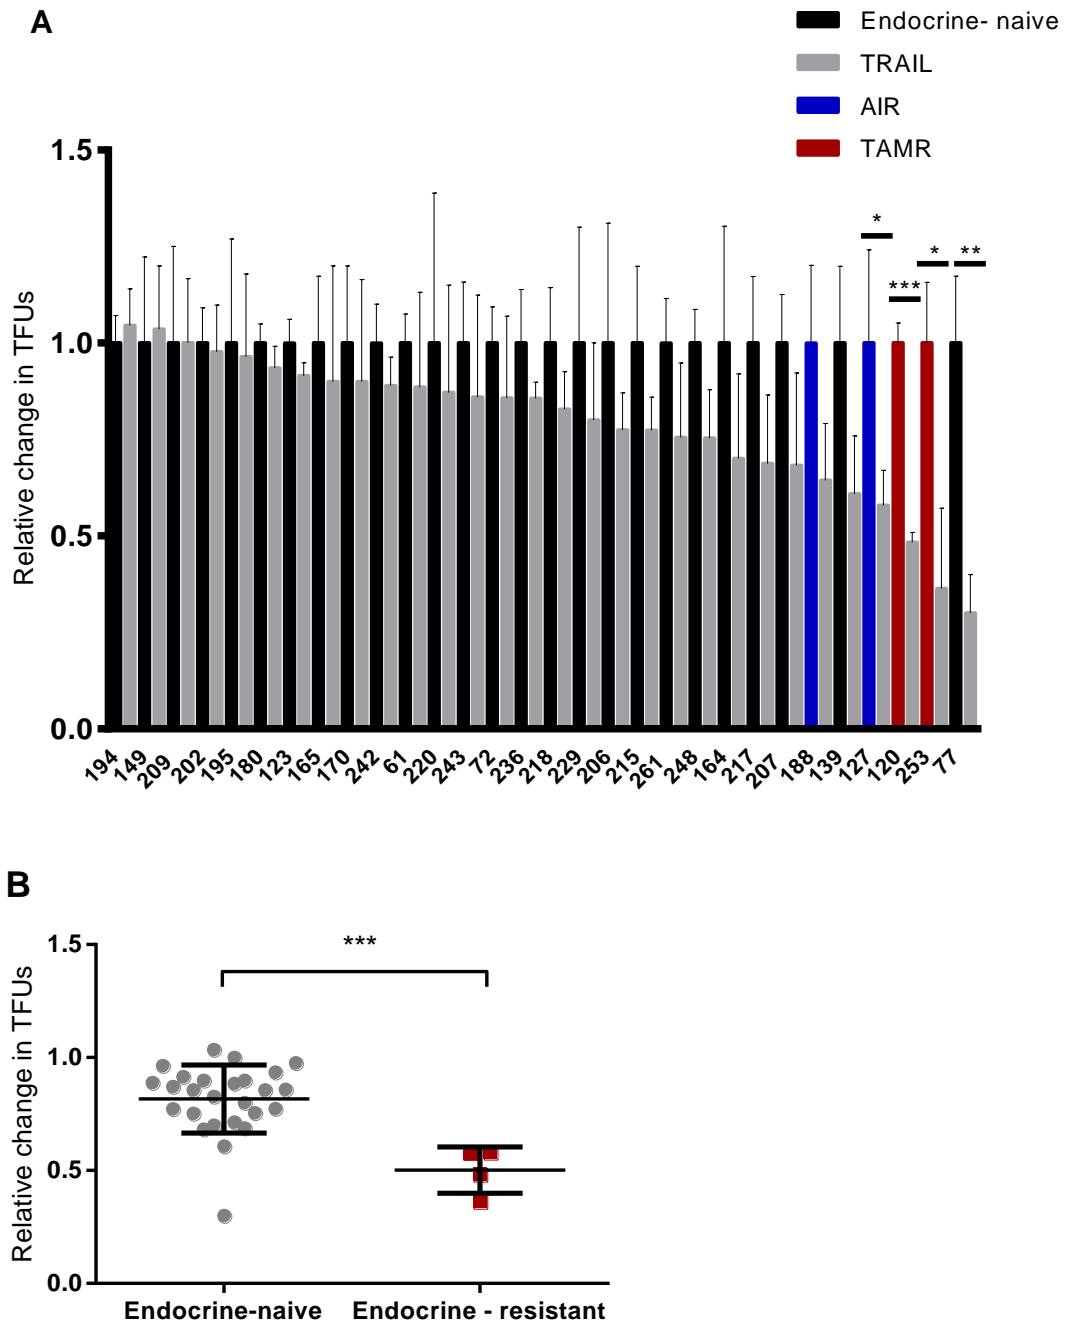 A
Endocrine- naive
TRAIL
AIR
TAMR
Relative change in TFUs
1.5
1.0
0.5
0.0
*
***
*
**
194 149 209 202 195 180 123 165 170 242 61 220 243 72 236 218 229 206 215 261 248 164 217 207 188 139 127 120 253 77
B
Relative change in TFUs
1.5
1.0
0.5
0.0
***
Endocrine-naive Endocrine - resistant